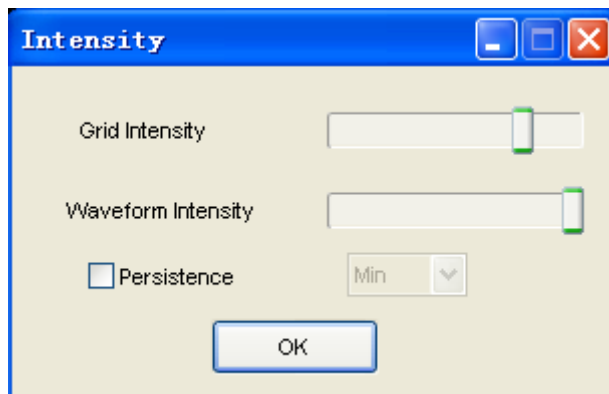 Intensity
Grid Intensity
Waveform Intensity
Persistence Min
OK